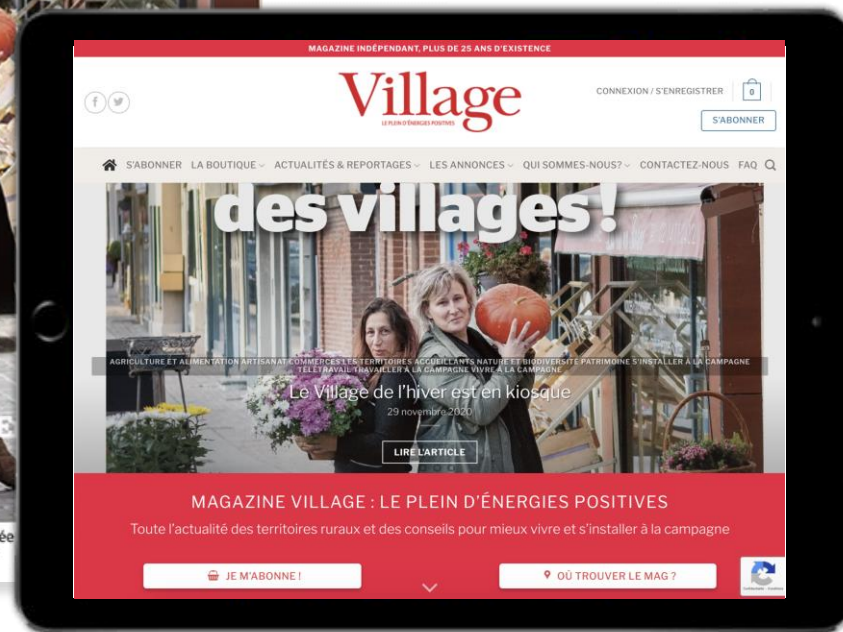 MAGAZINE INDÉPENDANT, PLUS DE 25 ANS D'EXISTENCE
Village
LE PLEIN D'ÉNERGIES POSITIVES
CONNEXION / S'ENREGISTRER
0
S'ABONNER
S'ABONNER LA BOUTIQUE ACTUALITÉS & REPORTAGES LES ANNONCES QUI SOMMES-NOUS? CONTACTEZ-NOUS FAQ
des villages !
AGRICULTURE ET ALIMENTATION ARTISANAT COMMERCES LES TERRITOIRES ACCUEILLANTS NATURE ET BIODIVERSITÉ PATRIMOINE S'INSTALLER À LA CAMPAGNE
TÉLÉTRAVAIL TRAVAILLER À LA CAMPAGNE VIVRE À LA CAMPAGNE
Le Village de l'hiver est en kiosque
29 novembre 2020
LIRE L'ARTICLE
MAGAZINE VILLAGE : LE PLEIN D'ÉNERGIES POSITIVES
Toute l'actualité des territoires ruraux et des conseils pour mieux vivre et s'installer à la campagne
ée
JE M'ABONNE !
OÙ TROUVER LE MAG ?